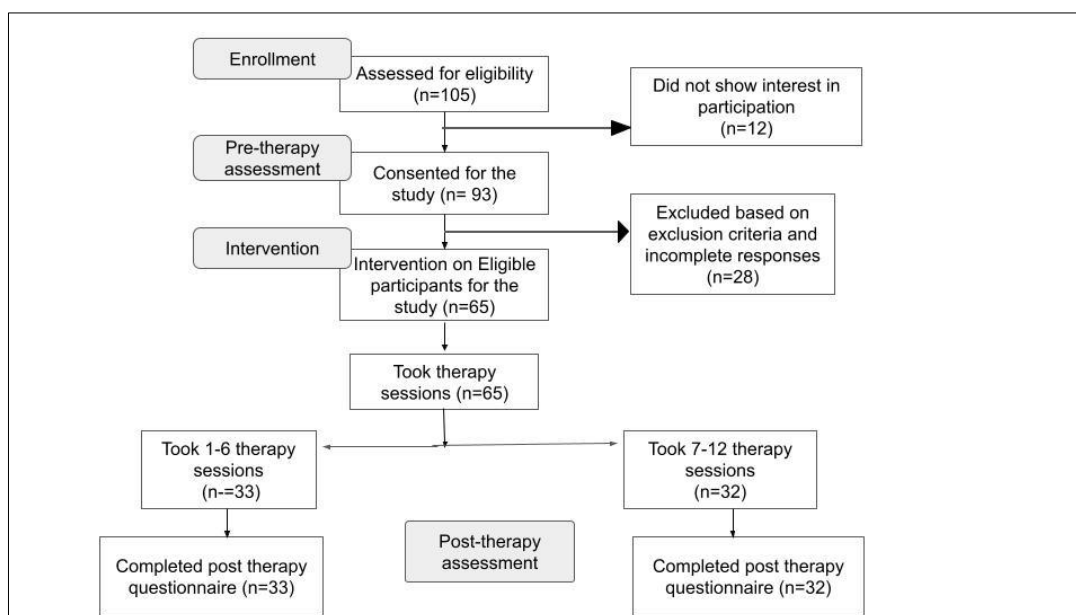 Enrollment
Assessed for eligibility
(n=105)
Did not show interest in
participation
(n=12)
Pre-therapy
assessment
Consented for the
study (n= 93)
Excluded based on
exclusion criteria and
incomplete responses
(n=28)
Intervention
Intervention on Eligible
participants for the
study (n=65)
Took therapy
sessions (n=65)
Took 1-6 therapy
sessions
(n-=33)
Took 7-12 therapy
sessions
(n=32)
Post-therapy
assessment
Completed post therapy
questionnaire (n=33)
Completed post therapy
questionnaire (n=32)